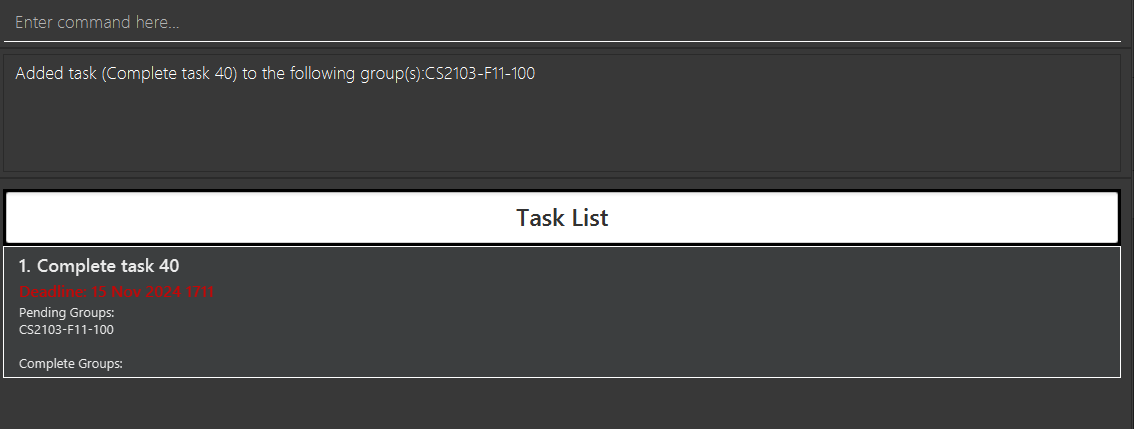 Enter command here...
Added task (Complete task 40) to the following group(s):CS2103-F11-100
Task List
1. Complete task 40
Deadline: 15 Nov 2024 1711
Pending Groups:
CS2103-F11-100
Complete Groups: